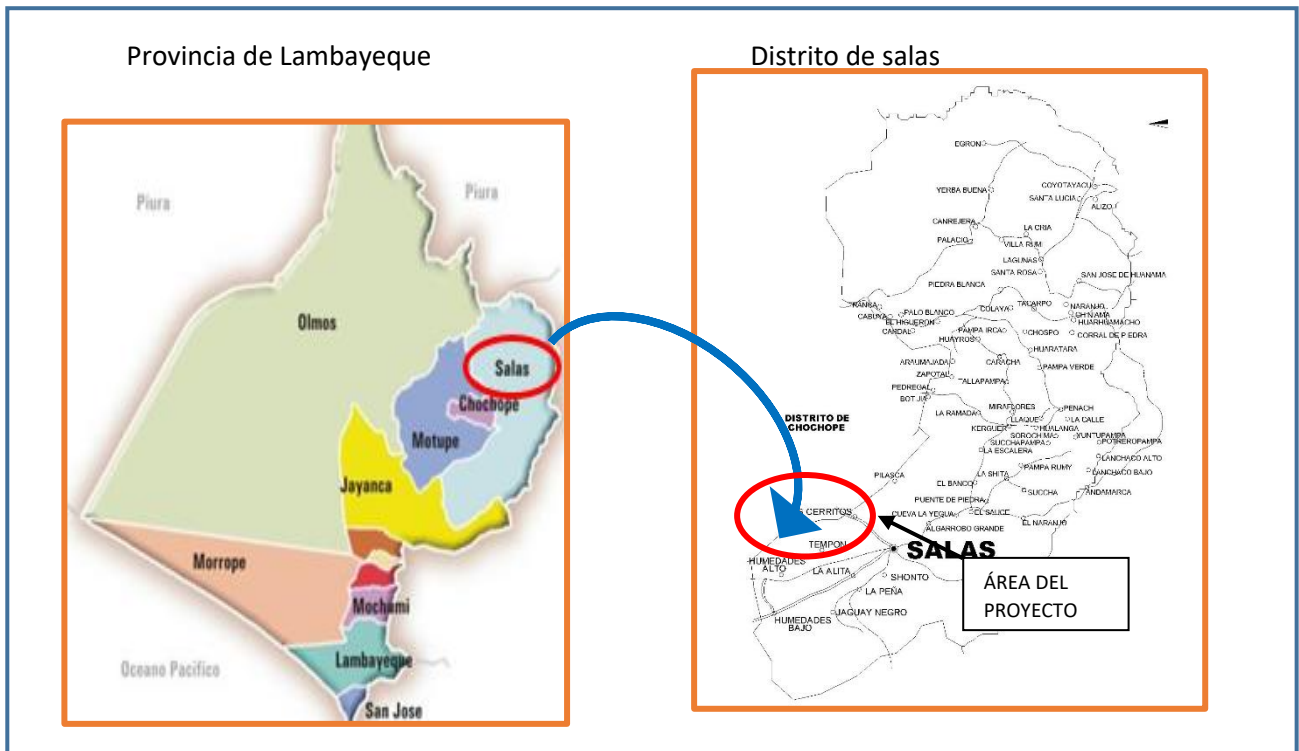 Provincia de Lambayeque
Distrito de salas
Piura
Piura
Olmos
Salas
Chochope
Motupe
Jayanca
Morrope
Mochumi
Lambayeque
Oceano Pacifico
San Jose
EGRON
COYOTAYACU
YERBA BUENA
SANTA LUCIA
ALIZO
CANREJERA
LA CRIA
PALACIO
VILLA RUMI
LAGUNAS
SANTA ROSA
SAN JOSE DE HUANAMA
PIEDRA BLANCA
KANSA
TACARPO
NARANJO
CABUYA
PALO BLANCO
COLAYA
EL HIGUERON
HUARHUAMACHO
CARDAL
PAMPA IRCA
CHOSPO
CORRAL DE PIEDRA
HUAYROS
HUARATARA
ARAUMAJADA
CARACHA
ZAPOTAL
PAMPA VERDE
TALLAPAMPA
PEDREGAL
MIRAFLORES
PENACH
LA RAMADA
LLAQUE
LA CALLE
DISTRITO DE
CHOCHOPE
KERGUER
HUALANGA
SUCCHAPAMPA
POTREROPAMPA
LA ESCALERA
LANCHACO ALTO
PAMPA RUMY
PILASCA
LA SHITA
LANCHACO BAJO
EL BANCO
SUCCHA
ANDAMARCA
PUENTE DE PIEDRA
CERRITOS
CUEVA LA YEGUA
EL SAUCE
EL NARANJO
ALGARROBO GRANDE
TEMPON
SALAS
HUMEDADES
ALTO
LA ALITA
SHONTO
ÁREA DEL
PROYECTO
LA PEÑA
HUMEDADES
BAJO
JAGUAY NEGRO